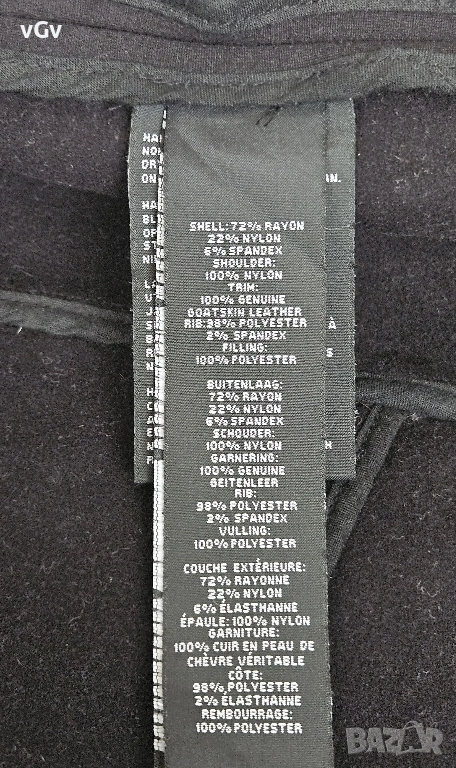 vGv
SHELL: 72% RAYON
22% NYLON
6% SPANDEX
SHOULDER:
100% NYLON
TRIM:
100% GENUINE
GOATSKIN LEATHER
RIB: 98% POLYESTER
2% SPANDEX
FILLING:
100% POLYESTER
BUITENLAAG:
72% RAYON
22% NYLON
6% SPANDEX
SCHOUDER:
100% NYLON
GARNERING:
100% GENUINE
GEITENLEER
RIB:
98% POLYESTER
2% SPANDEX
VULLING:
100% POLYESTER
COUCHE EXTÉRIEURE:
72% RAYONNE
22% NYLON
6% ÉLASTHANNE
ÉPAULE: 100% NYLON
GARNITURE:
100% CUIR EN PEAU DE
CHÈVRE VÉRITABLE
CÔTE:
98% POLYESTER
2% ÉLASTHANNE
REMBOURRAGE:
100% POLYESTER
BAZAR